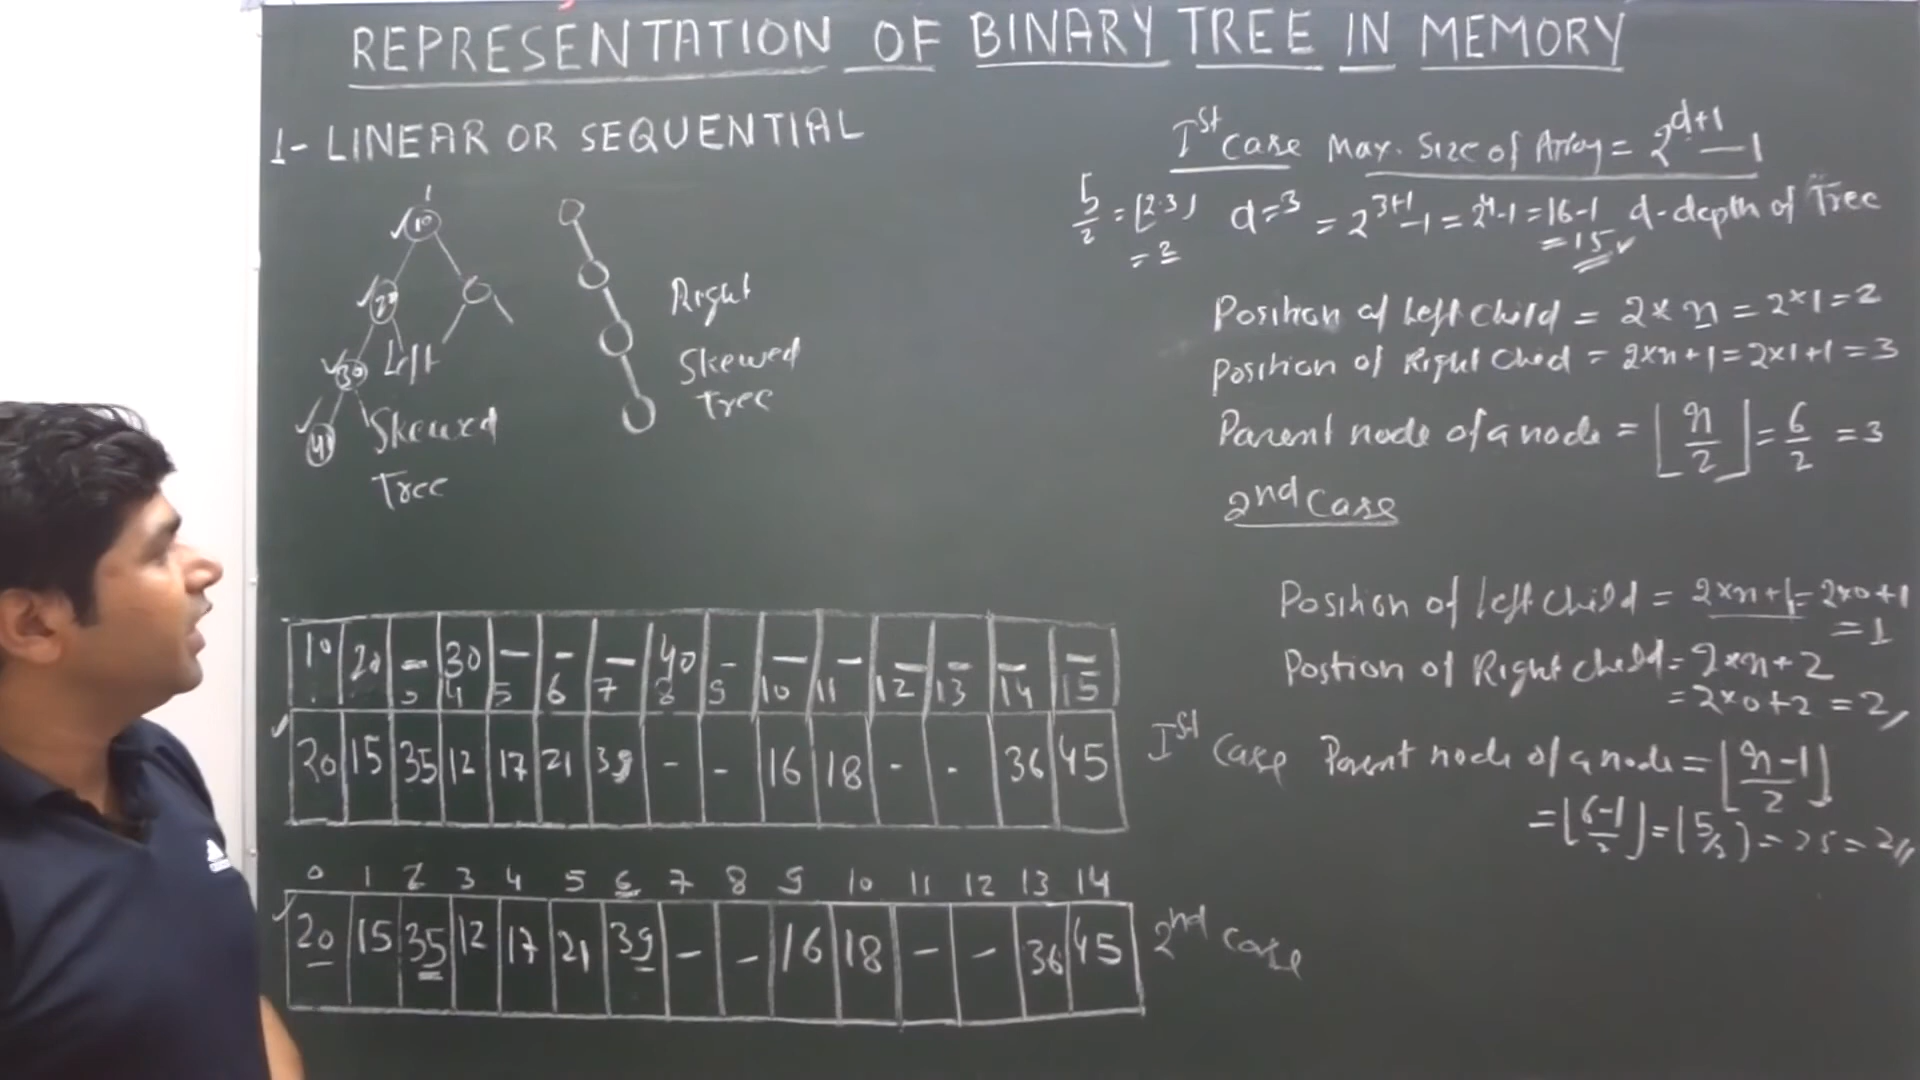 REPRESENTATION OF BINARY TREE IN MEMORY
1- LINEAR OR SEQUENTIAL
1
10
20
30
Left
Skewed
Tree
Right
Skewed
Tree
Ist Case Max. Size of Array = 2^d+1 - 1
5/2 = = 2
d=3 = 2^3+1 - 1 = 2^4 - 1 = 16 - 1 = 15 d-depth of Tree
Position of Left Child = 2 × n = 2 × 1 = 2
Position of Right Child = 2×n+1 = 2×1+1 = 3
Parent node of a node = ⌊n/2⌋ = 6/2 = 3
2nd Case
Position of left Child = 2×n+1 = 2×0+1
= 1
Postion of Right Child = 2×n+2
= 2×0+2 = 2
Parent node of a node = ⌊n-1/2⌋
= ⌊6-1/2⌋ = ⌊5/2⌋ = 2
10 20 - 30 - - - 40 - - - - - - -
4 5 6 7 8 9 10 11 12 13 14 15
20 15 35 12 17 21 39 - - 16 18 - - 36 45 Ist Case
0 1 2 3 4 5 6 7 8 9 10 11 12 13 14
20 15 35 12 17 21 39 - - 16 18 - - 36 45 2nd Case